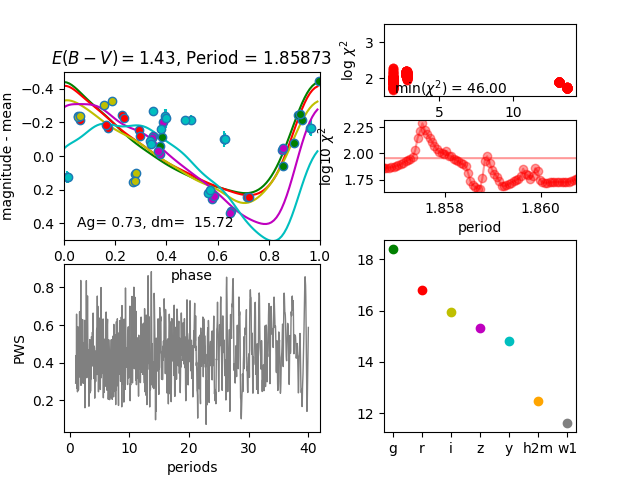 E(B − V) = 1.43, Period = 1.85873
magnitude - mean
−0.4
−0.2
0.0
0.2
0.4
Ag= 0.73, dm=  15.72
0.0 0.2 0.4 0.6 0.8 1.0
phase
log χ²
3
2
min(χ²) = 46.00
5 10
log10 χ²
2.25
2.00
1.75
1.858 1.860
period
PWS
0.8
0.6
0.4
0.2
0 10 20 30 40
periods
18
16
14
12
g r i z y h2m w1